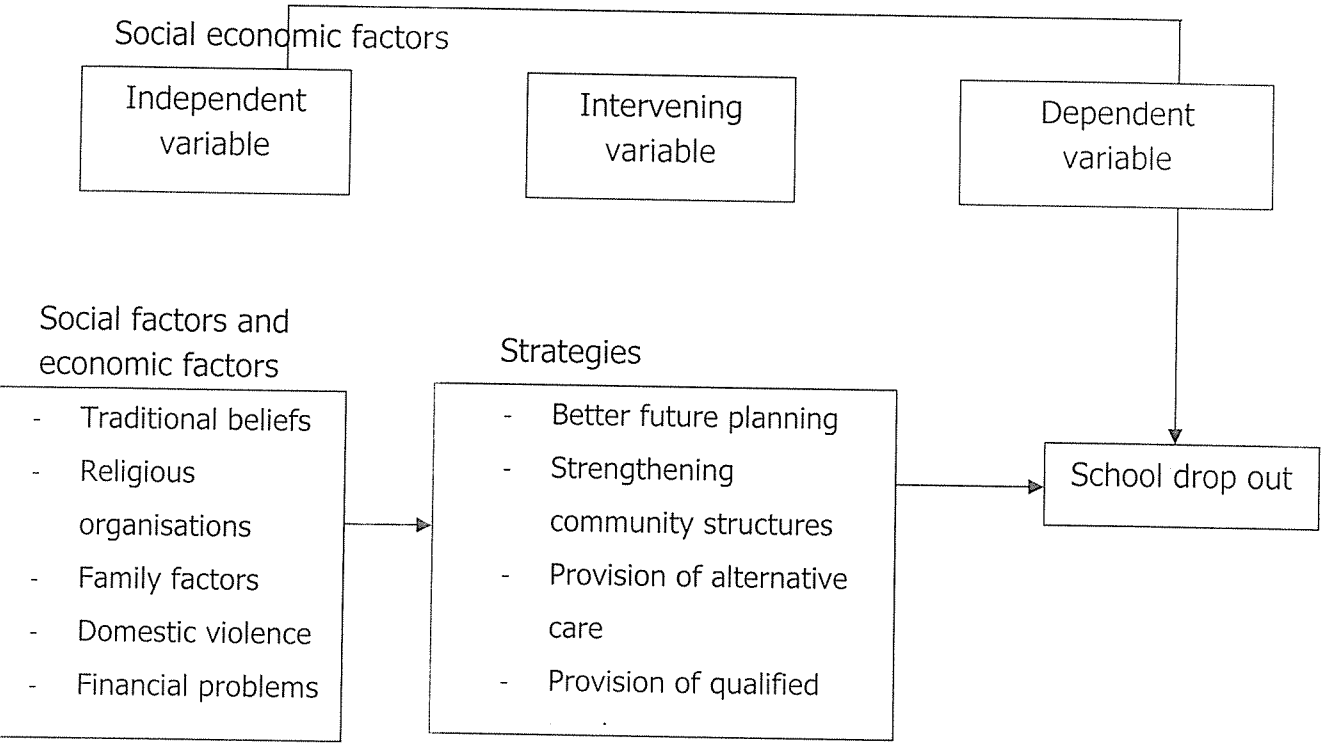 Social economic factors
Independent
variable
Intervening
variable
Dependent
variable
Social factors and
economic factors
- Traditional beliefs
- Religious
organisations
- Family factors
- Domestic violence
- Financial problems
Strategies
- Better future planning
- Strengthening
community structures
- Provision of alternative
care
- Provision of qualified
School drop out